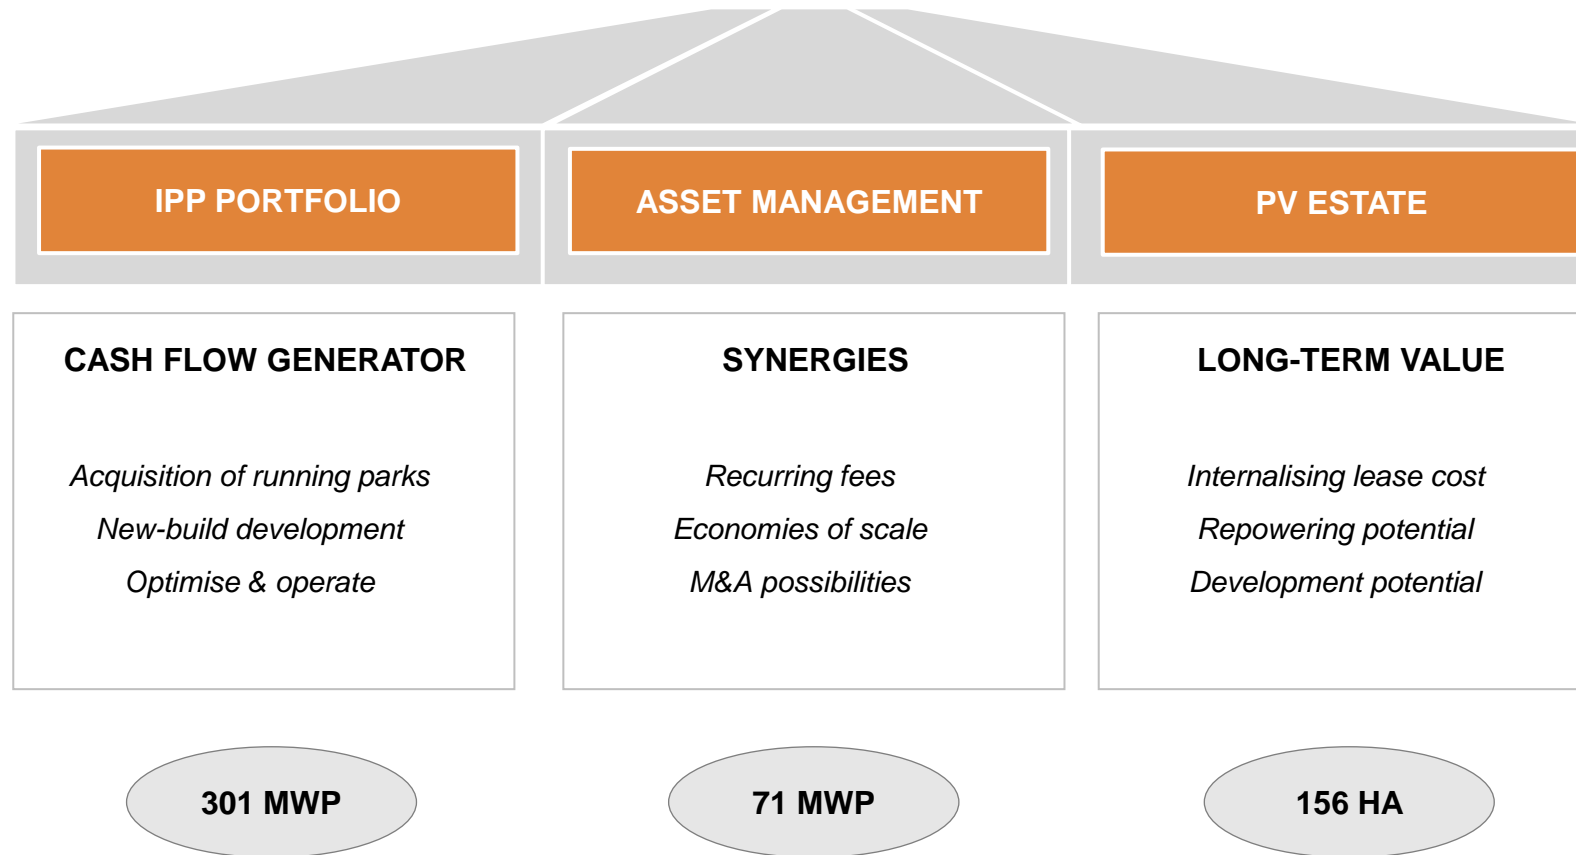 IPP PORTFOLIO
ASSET MANAGEMENT
PV ESTATE
CASH FLOW GENERATOR
Acquisition of running parks
New-build development
Optimise & operate
SYNERGIES
Recurring fees
Economies of scale
M&A possibilities
LONG-TERM VALUE
Internalising lease cost
Repowering potential
Development potential
301 MWP
71 MWP
156 HA